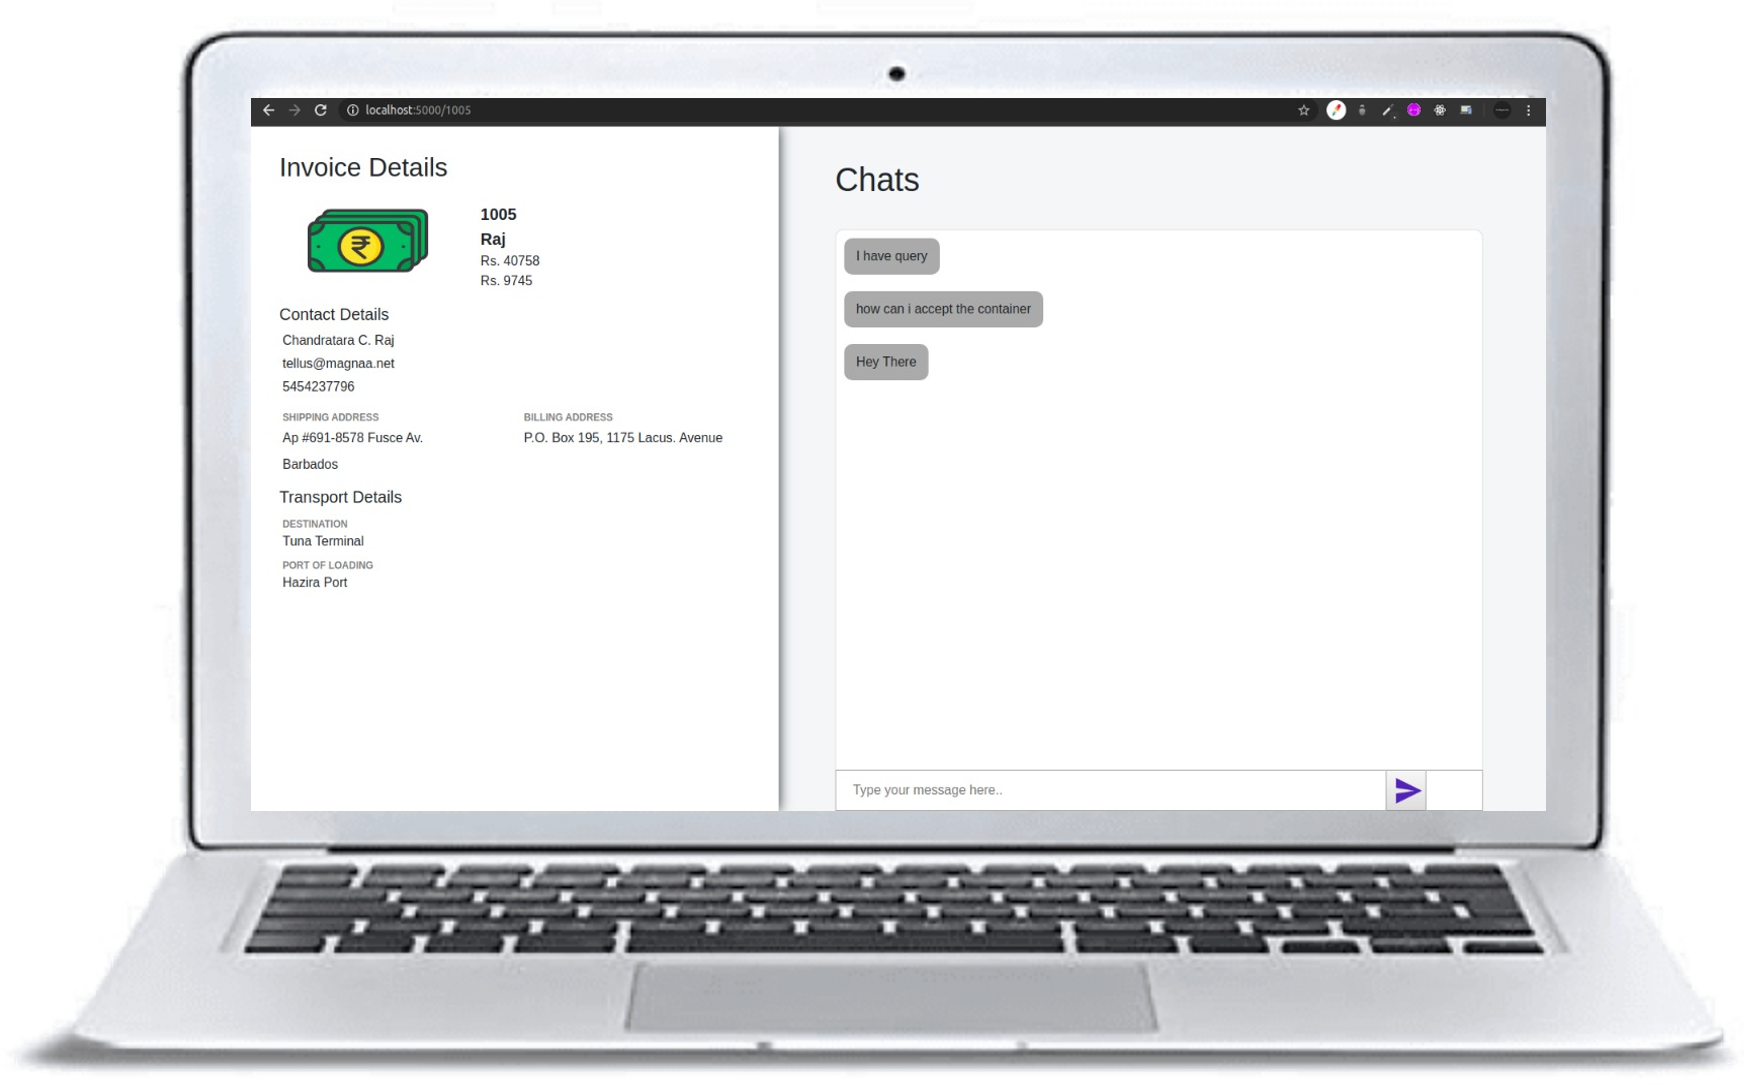 localhost:5000/1005
Invoice Details
₹
1005
Raj
Rs. 40758
Rs. 9745
Contact Details
Chandratara C. Raj
tellus@magnaa.net
5454237796
SHIPPING ADDRESS
Ap #691-8578 Fusce Av.
Barbados
BILLING ADDRESS
P.O. Box 195, 1175 Lacus. Avenue
Transport Details
DESTINATION
Tuna Terminal
PORT OF LOADING
Hazira Port
Chats
I have query
how can i accept the container
Hey There
Type your message here..